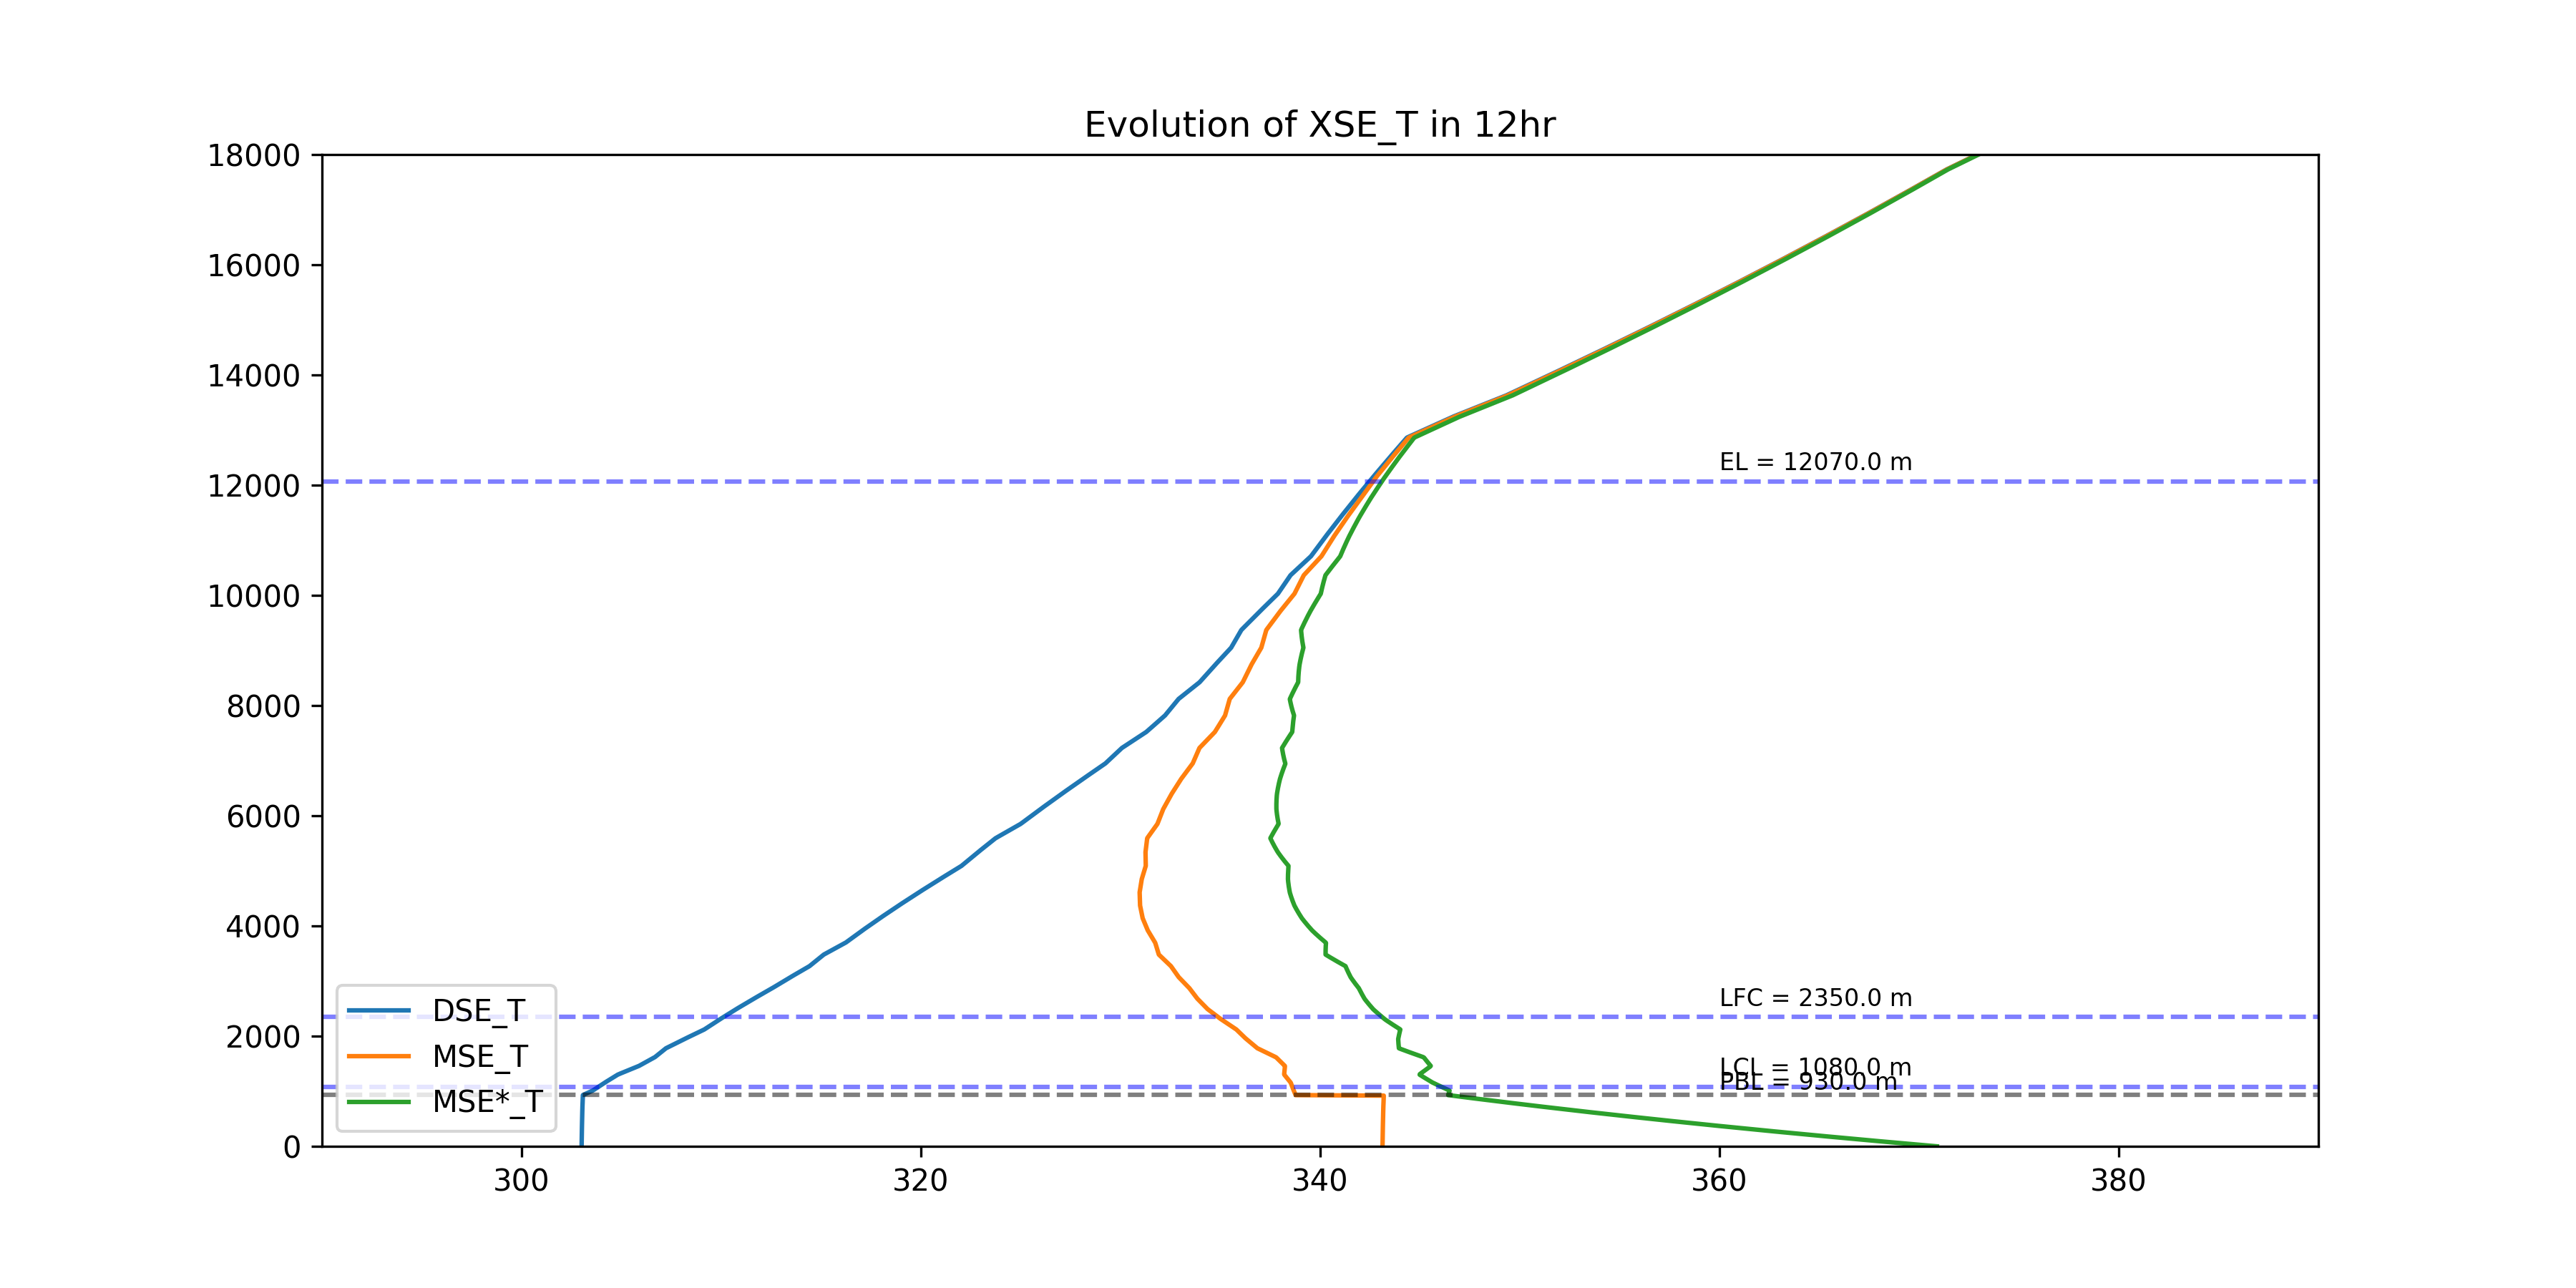 Evolution of XSE_T in 12hr
18000
16000
14000
12000
10000
8000
6000
4000
2000
0
EL = 12070.0 m
LFC = 2350.0 m
LCL = 1080.0 m
PBL = 930.0 m
DSE_T
MSE_T
MSE*_T
300 320 340 360 380